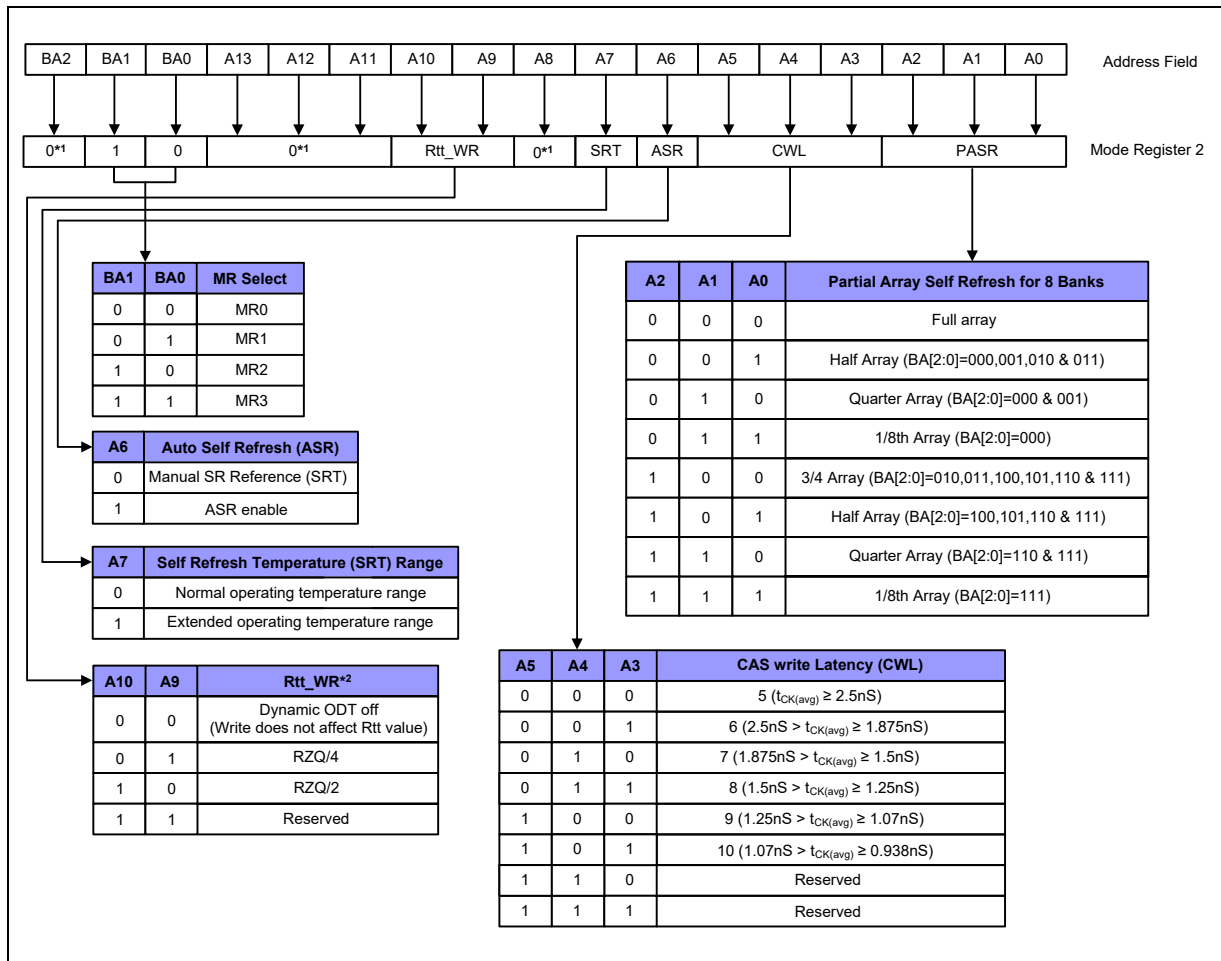 BA2 BA1 BA0 A13 A12 A11 A10 A9 A8 A7 A6 A5 A4 A3 A2 A1 A0 Address Field
0*1 1 0 0*1 Rtt_WR 0*1 SRT ASR CWL PASR Mode Register 2
BA1 BA0 MR Select
0 0 MR0
0 1 MR1
1 0 MR2
1 1 MR3
A6 Auto Self Refresh (ASR)
0 Manual SR Reference (SRT)
1 ASR enable
A7 Self Refresh Temperature (SRT) Range
0 Normal operating temperature range
1 Extended operating temperature range
A10 A9 Rtt_WR*2
0 0 Dynamic ODT off
(Write does not affect Rtt value)
0 1 RZQ/4
1 0 RZQ/2
1 1 Reserved
A2 A1 A0 Partial Array Self Refresh for 8 Banks
0 0 0 Full array
0 0 1 Half Array (BA[2:0]=000,001,010 & 011)
0 1 0 Quarter Array (BA[2:0]=000 & 001)
0 1 1 1/8th Array (BA[2:0]=000)
1 0 0 3/4 Array (BA[2:0]=010,011,100,101,110 & 111)
1 0 1 Half Array (BA[2:0]=100,101,110 & 111)
1 1 0 Quarter Array (BA[2:0]=110 & 111)
1 1 1 1/8th Array (BA[2:0]=111)
A5 A4 A3 CAS write Latency (CWL)
0 0 0 5 (tCK(avg) ≥ 2.5nS)
0 0 1 6 (2.5nS > tCK(avg) ≥ 1.875nS)
0 1 0 7 (1.875nS > tCK(avg) ≥ 1.5nS)
0 1 1 8 (1.5nS > tCK(avg) ≥ 1.25nS)
1 0 0 9 (1.25nS > tCK(avg) ≥ 1.07nS)
1 0 1 10 (1.07nS > tCK(avg) ≥ 0.938nS)
1 1 0 Reserved
1 1 1 Reserved